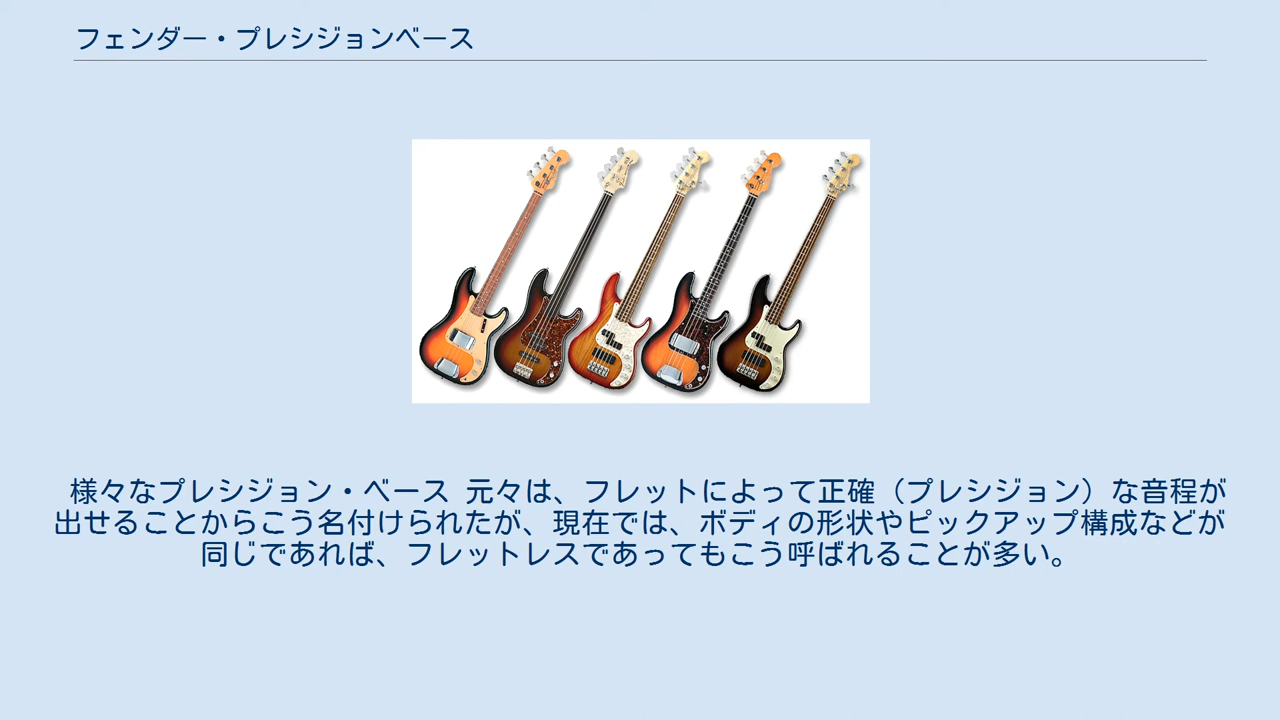 フェンダー・プレシジョンベース
様々なプレシジョン・ベース 元々は、フレットによって正確（プレシジョン）な音程が
出せることからこう名付けられたが、現在では、ボディの形状やピックアップ構成などが
同じであれば、フレットレスであってもこう呼ばれることが多い。